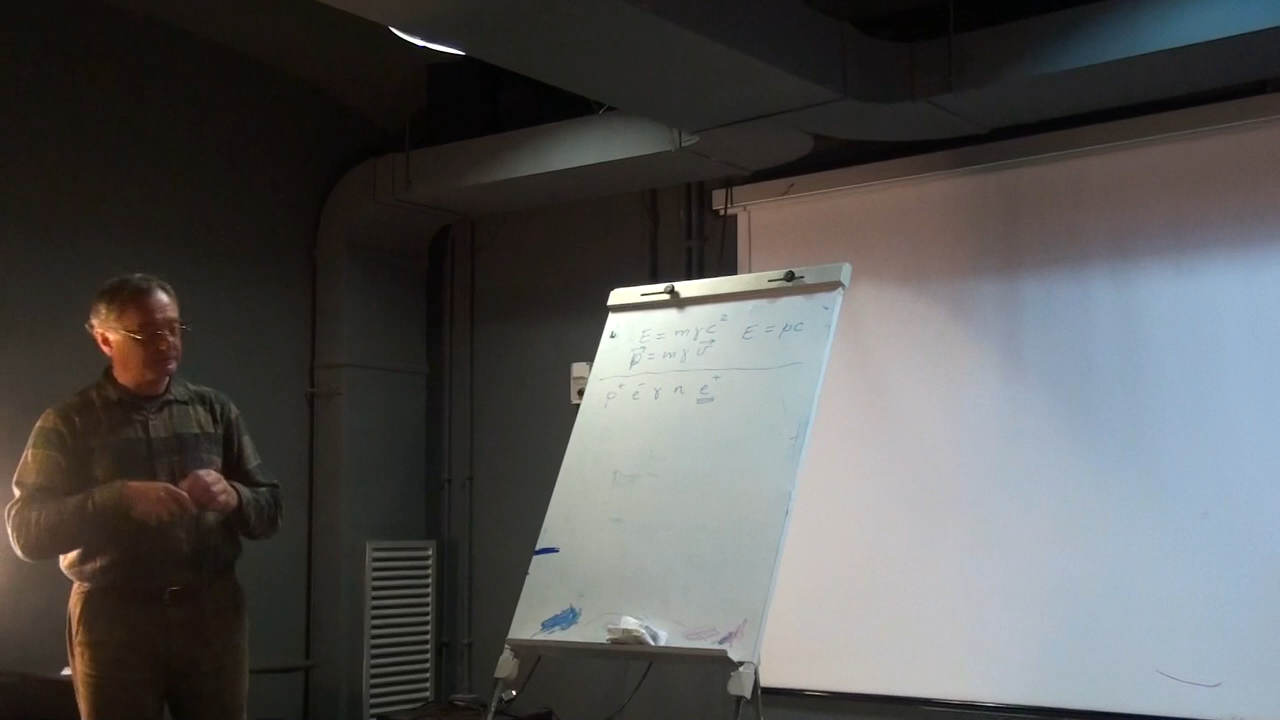 E = mγc² E = pc
p⃗ = mγv⃗
p⁺ e⁻ γ n e⁺